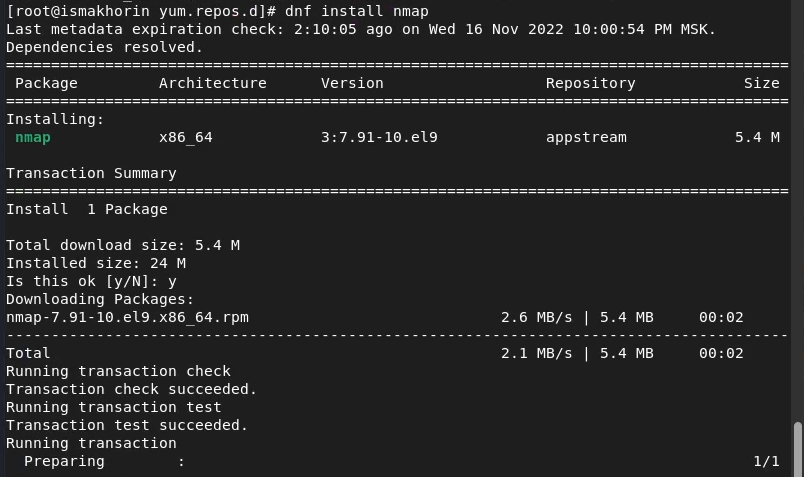 [root@ismakhorin yum.repos.d]# dnf install nmap
Last metadata expiration check: 2:10:05 ago on Wed 16 Nov 2022 10:00:54 PM MSK.
Dependencies resolved.
================================================================================
Package Architecture Version Repository Size
================================================================================
Installing:
nmap x86_64 3:7.91-10.el9 appstream 5.4 M
Transaction Summary
================================================================================
Install 1 Package
Total download size: 5.4 M
Installed size: 24 M
Is this ok [y/N]: y
Downloading Packages:
nmap-7.91-10.el9.x86_64.rpm 2.6 MB/s | 5.4 MB 00:02
--------------------------------------------------------------------------------
Total 2.1 MB/s | 5.4 MB 00:02
Running transaction check
Transaction check succeeded.
Running transaction test
Transaction test succeeded.
Running transaction
Preparing : 1/1